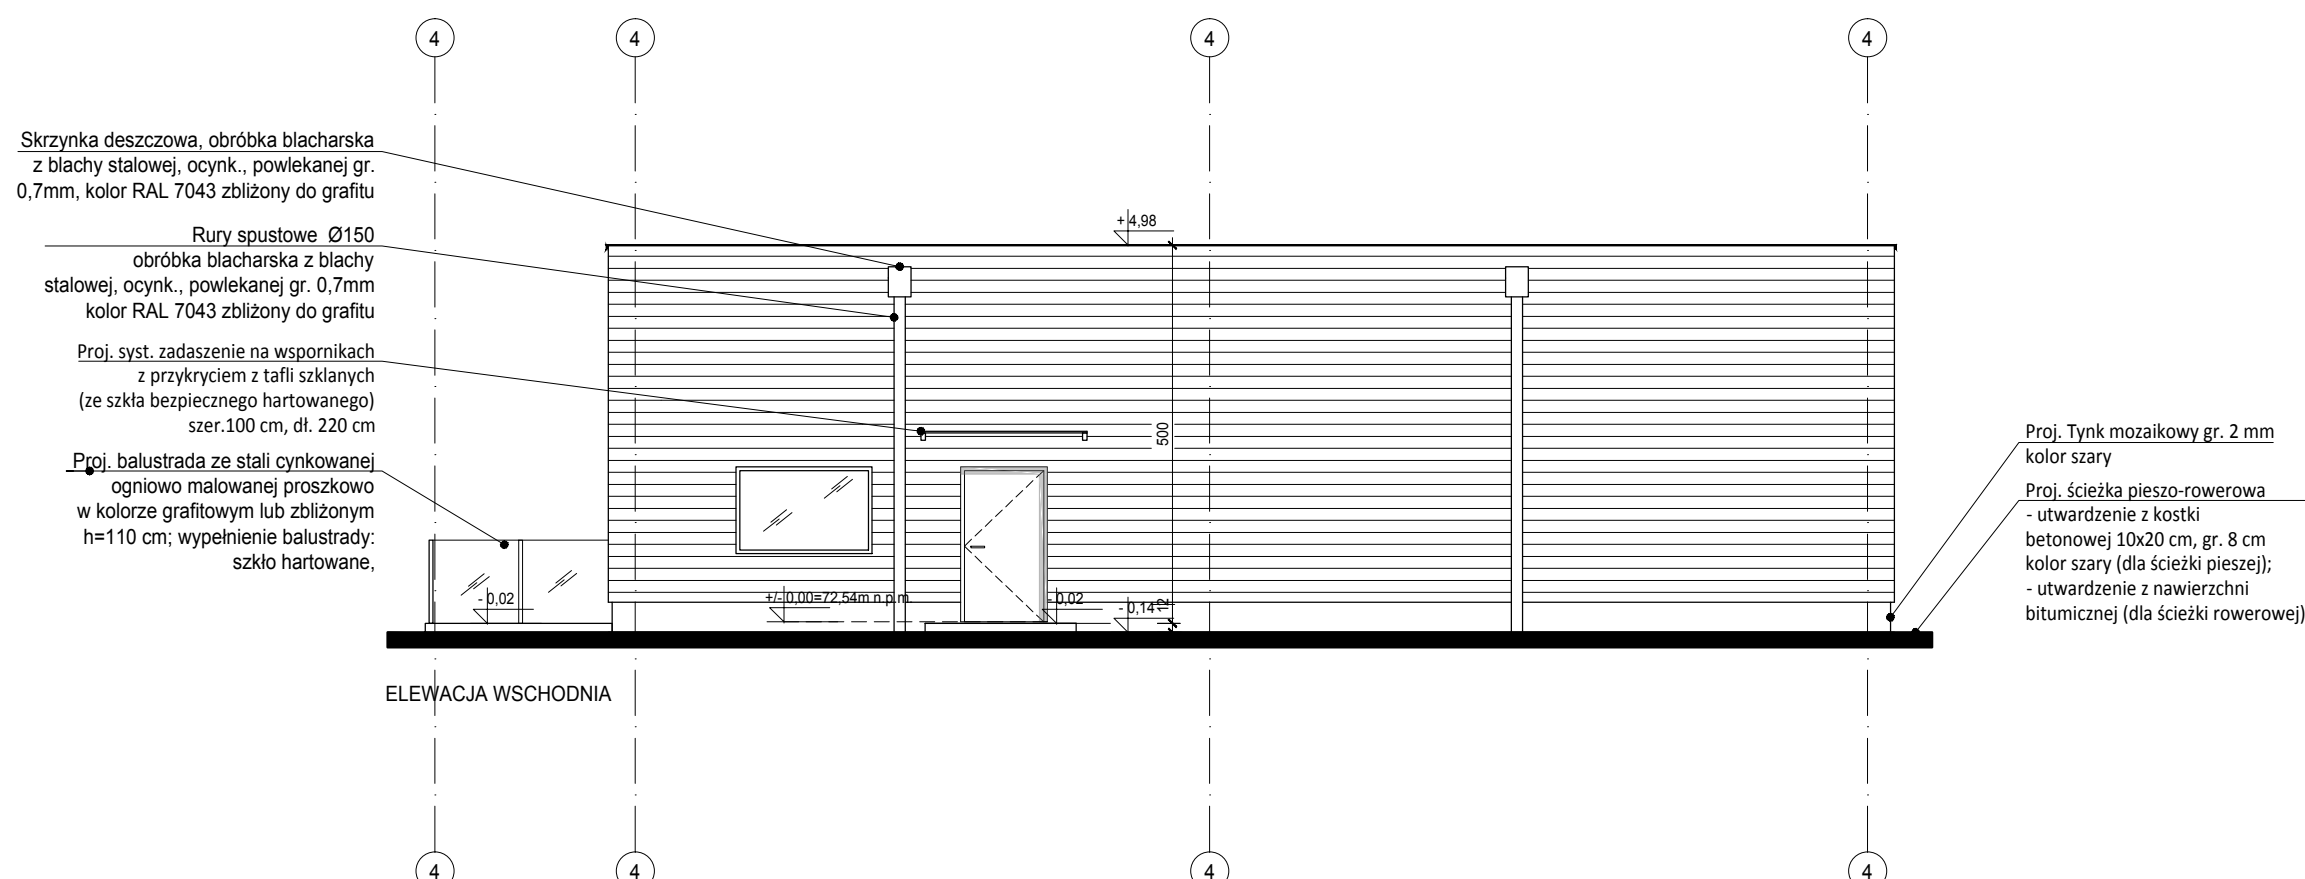 4 4 4 4
Skrzynka deszczowa, obróbka blacharska
z blachy stalowej, ocynk., powlekanej gr.
0,7mm, kolor RAL 7043 zbliżony do grafitu
Rury spustowe Ø150
obróbka blacharska z blachy
stalowej, ocynk., powlekanej gr. 0,7mm
kolor RAL 7043 zbliżony do grafitu
Proj. syst. zadaszenie na wspornikach
z przykryciem z tafli szklanych
(ze szkła bezpiecznego hartowanego)
szer.100 cm, dł. 220 cm
Proj. balustrada ze stali cynkowanej
ogniowo malowanej proszkowo
w kolorze grafitowym lub zbliżonym
h=110 cm; wypełnienie balustrady:
szkło hartowane,
+ 4,98
500
- 0,02
+/- 0,00=72,54m n.p.m.
- 0,02
- 0,14
12
Proj. Tynk mozaikowy gr. 2 mm
kolor szary
Proj. ścieżka pieszo-rowerowa
- utwardzenie z kostki
betonowej 10x20 cm, gr. 8 cm
kolor szary (dla ścieżki pieszej);
- utwardzenie z nawierzchni
bitumicznej (dla ścieżki rowerowej)
ELEWACJA WSCHODNIA
4 4 4 4